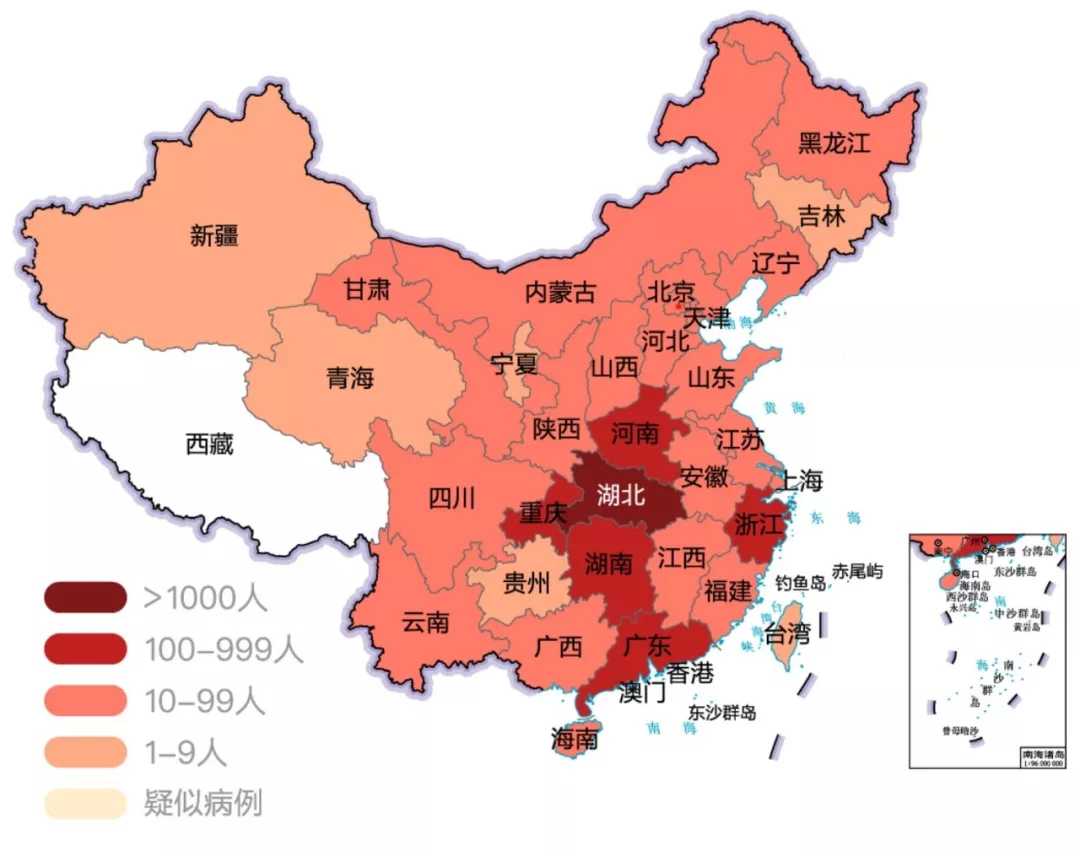 黑龙江
吉林
新疆
辽宁
甘肃
内蒙古
北京
天津
渤海
河北
宁夏
山西
山东
青海
黄海
陕西
河南
江苏
西藏
安徽
上海
四川
湖北
重庆
浙江
东海
湖南
江西
贵州
福建
钓鱼岛
赤尾屿
云南
广西
广东
台湾海峡
台湾
香港
澳门
东沙群岛
南海
海南
>1000人
100-999人
10-99人
1-9人
疑似病例
南宁
广州
香港
澳门
台湾岛
海口
海南岛
东沙群岛
西沙群岛
永兴岛
中沙群岛
黄岩岛
南海
南沙群岛
曾母暗沙
南海诸岛
1:96 000 000